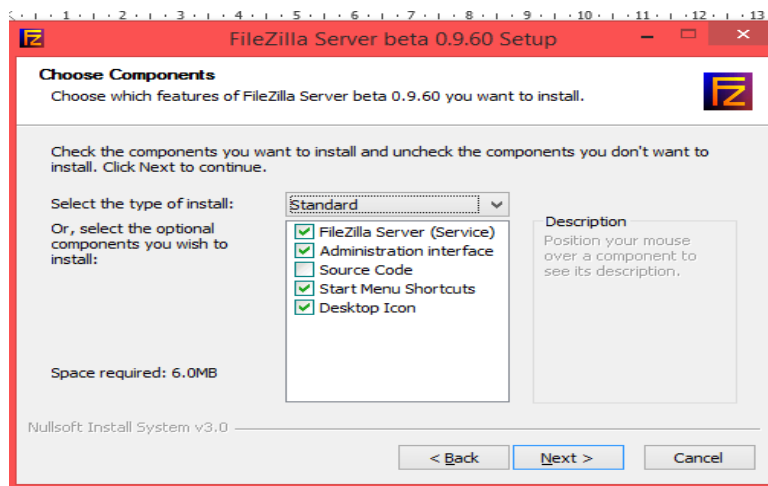 1 2 3 4 5 6 7 8 9 10 11 12 13
FZ
FileZilla Server beta 0.9.60 Setup
Choose Components
Choose which features of FileZilla Server beta 0.9.60 you want to install.
FZ
Check the components you want to install and uncheck the components you don't want to
install. Click Next to continue.
Select the type of install:
Standard
Or, select the optional
components you wish to
install:
FileZilla Server (Service)
Administration interface
Source Code
Start Menu Shortcuts
Desktop Icon
Description
Position your mouse
over a component to
see its description.
Space required: 6.0MB
Nullsoft Install System v3.0
< Back
Next >
Cancel